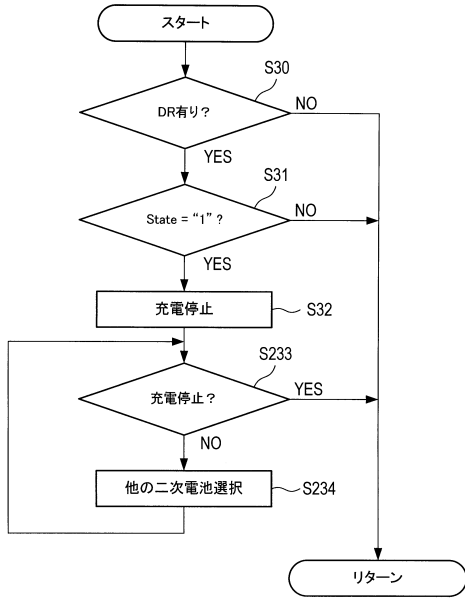 スタート
S30
DR有り?
NO
YES
S31
State = “1” ?
NO
YES
充電停止
S32
S233
充電停止?
YES
NO
他の二次電池選択
S234
リターン